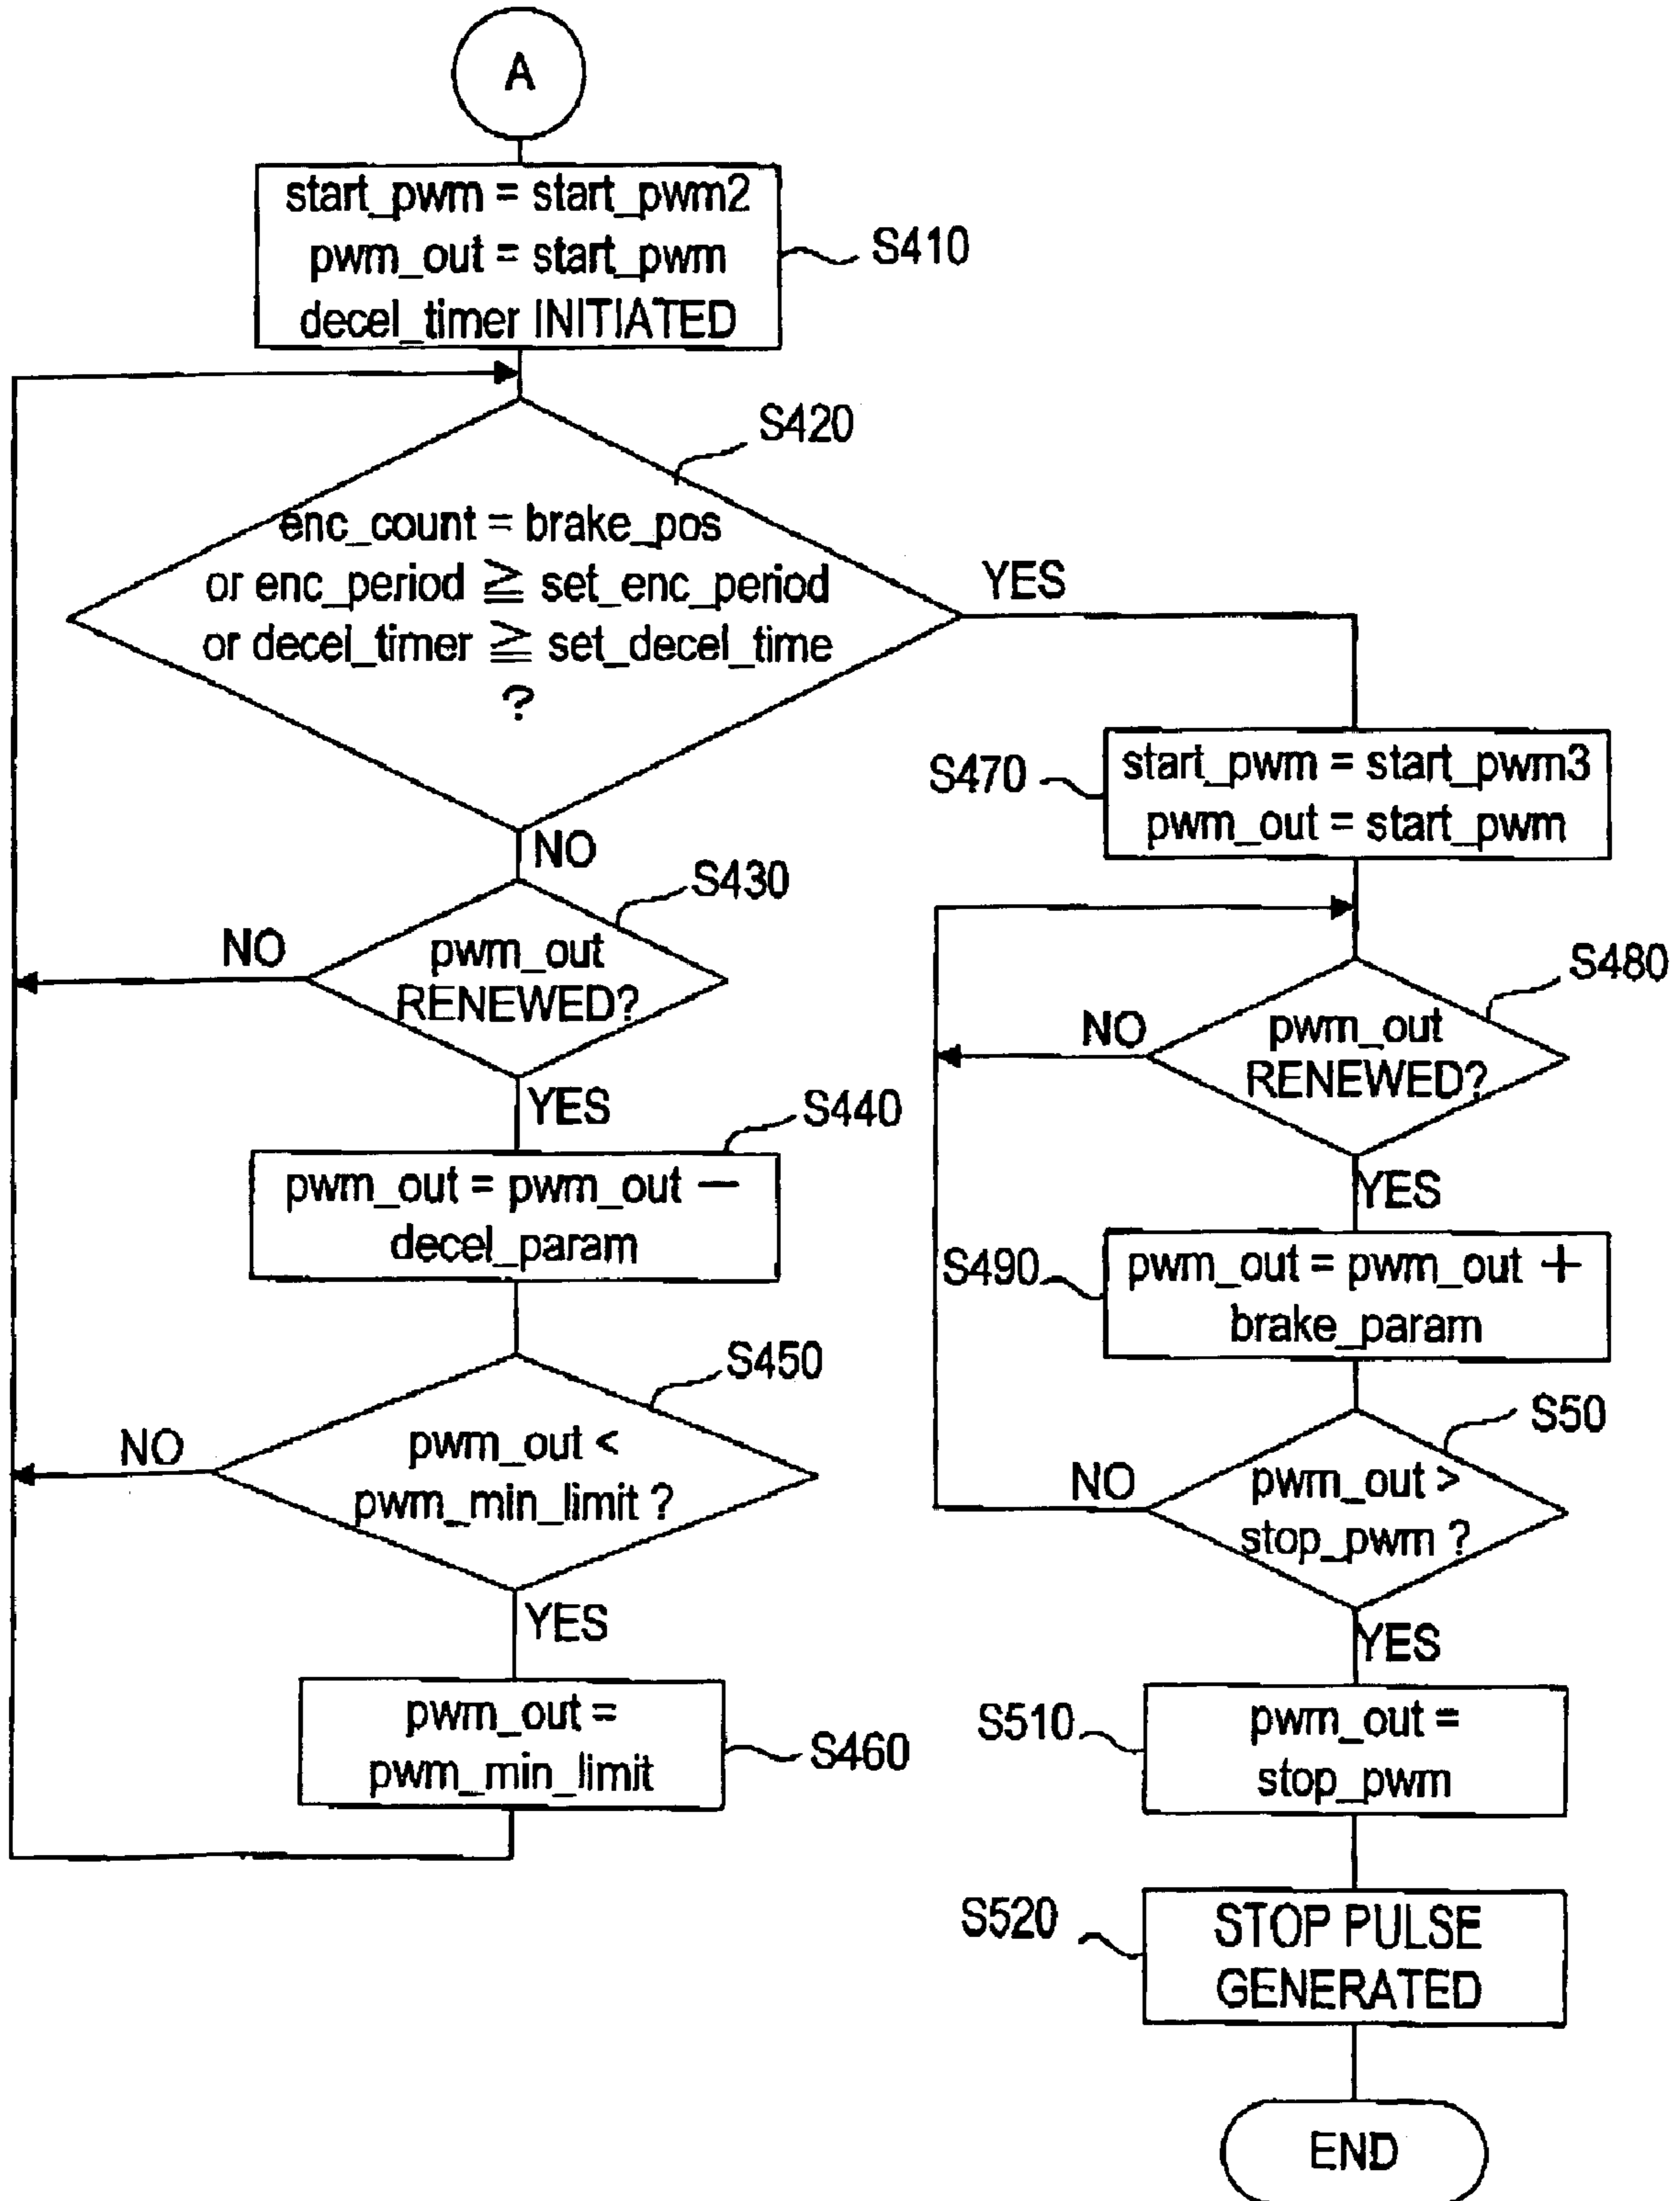 A
start_pwm = start_pwm2
pwm_out = start_pwm
decel_timer INITIATED
S410
S420
enc_count = brake_pos
or enc_period ≧ set_enc_period
or decel_timer ≧ set_decel_time
?
YES
NO
S430
pwm_out
RENEWED?
NO
YES
S440
pwm_out = pwm_out −
decel_param
S450
pwm_out <
pwm_min_limit ?
NO
YES
pwm_out =
pwm_min_limit
S460
S470
start_pwm = start_pwm3
pwm_out = start_pwm
S480
pwm_out
RENEWED?
NO
YES
S490
pwm_out = pwm_out +
brake_param
S50
pwm_out >
stop_pwm ?
NO
YES
S510
pwm_out =
stop_pwm
S520
STOP PULSE
GENERATED
END